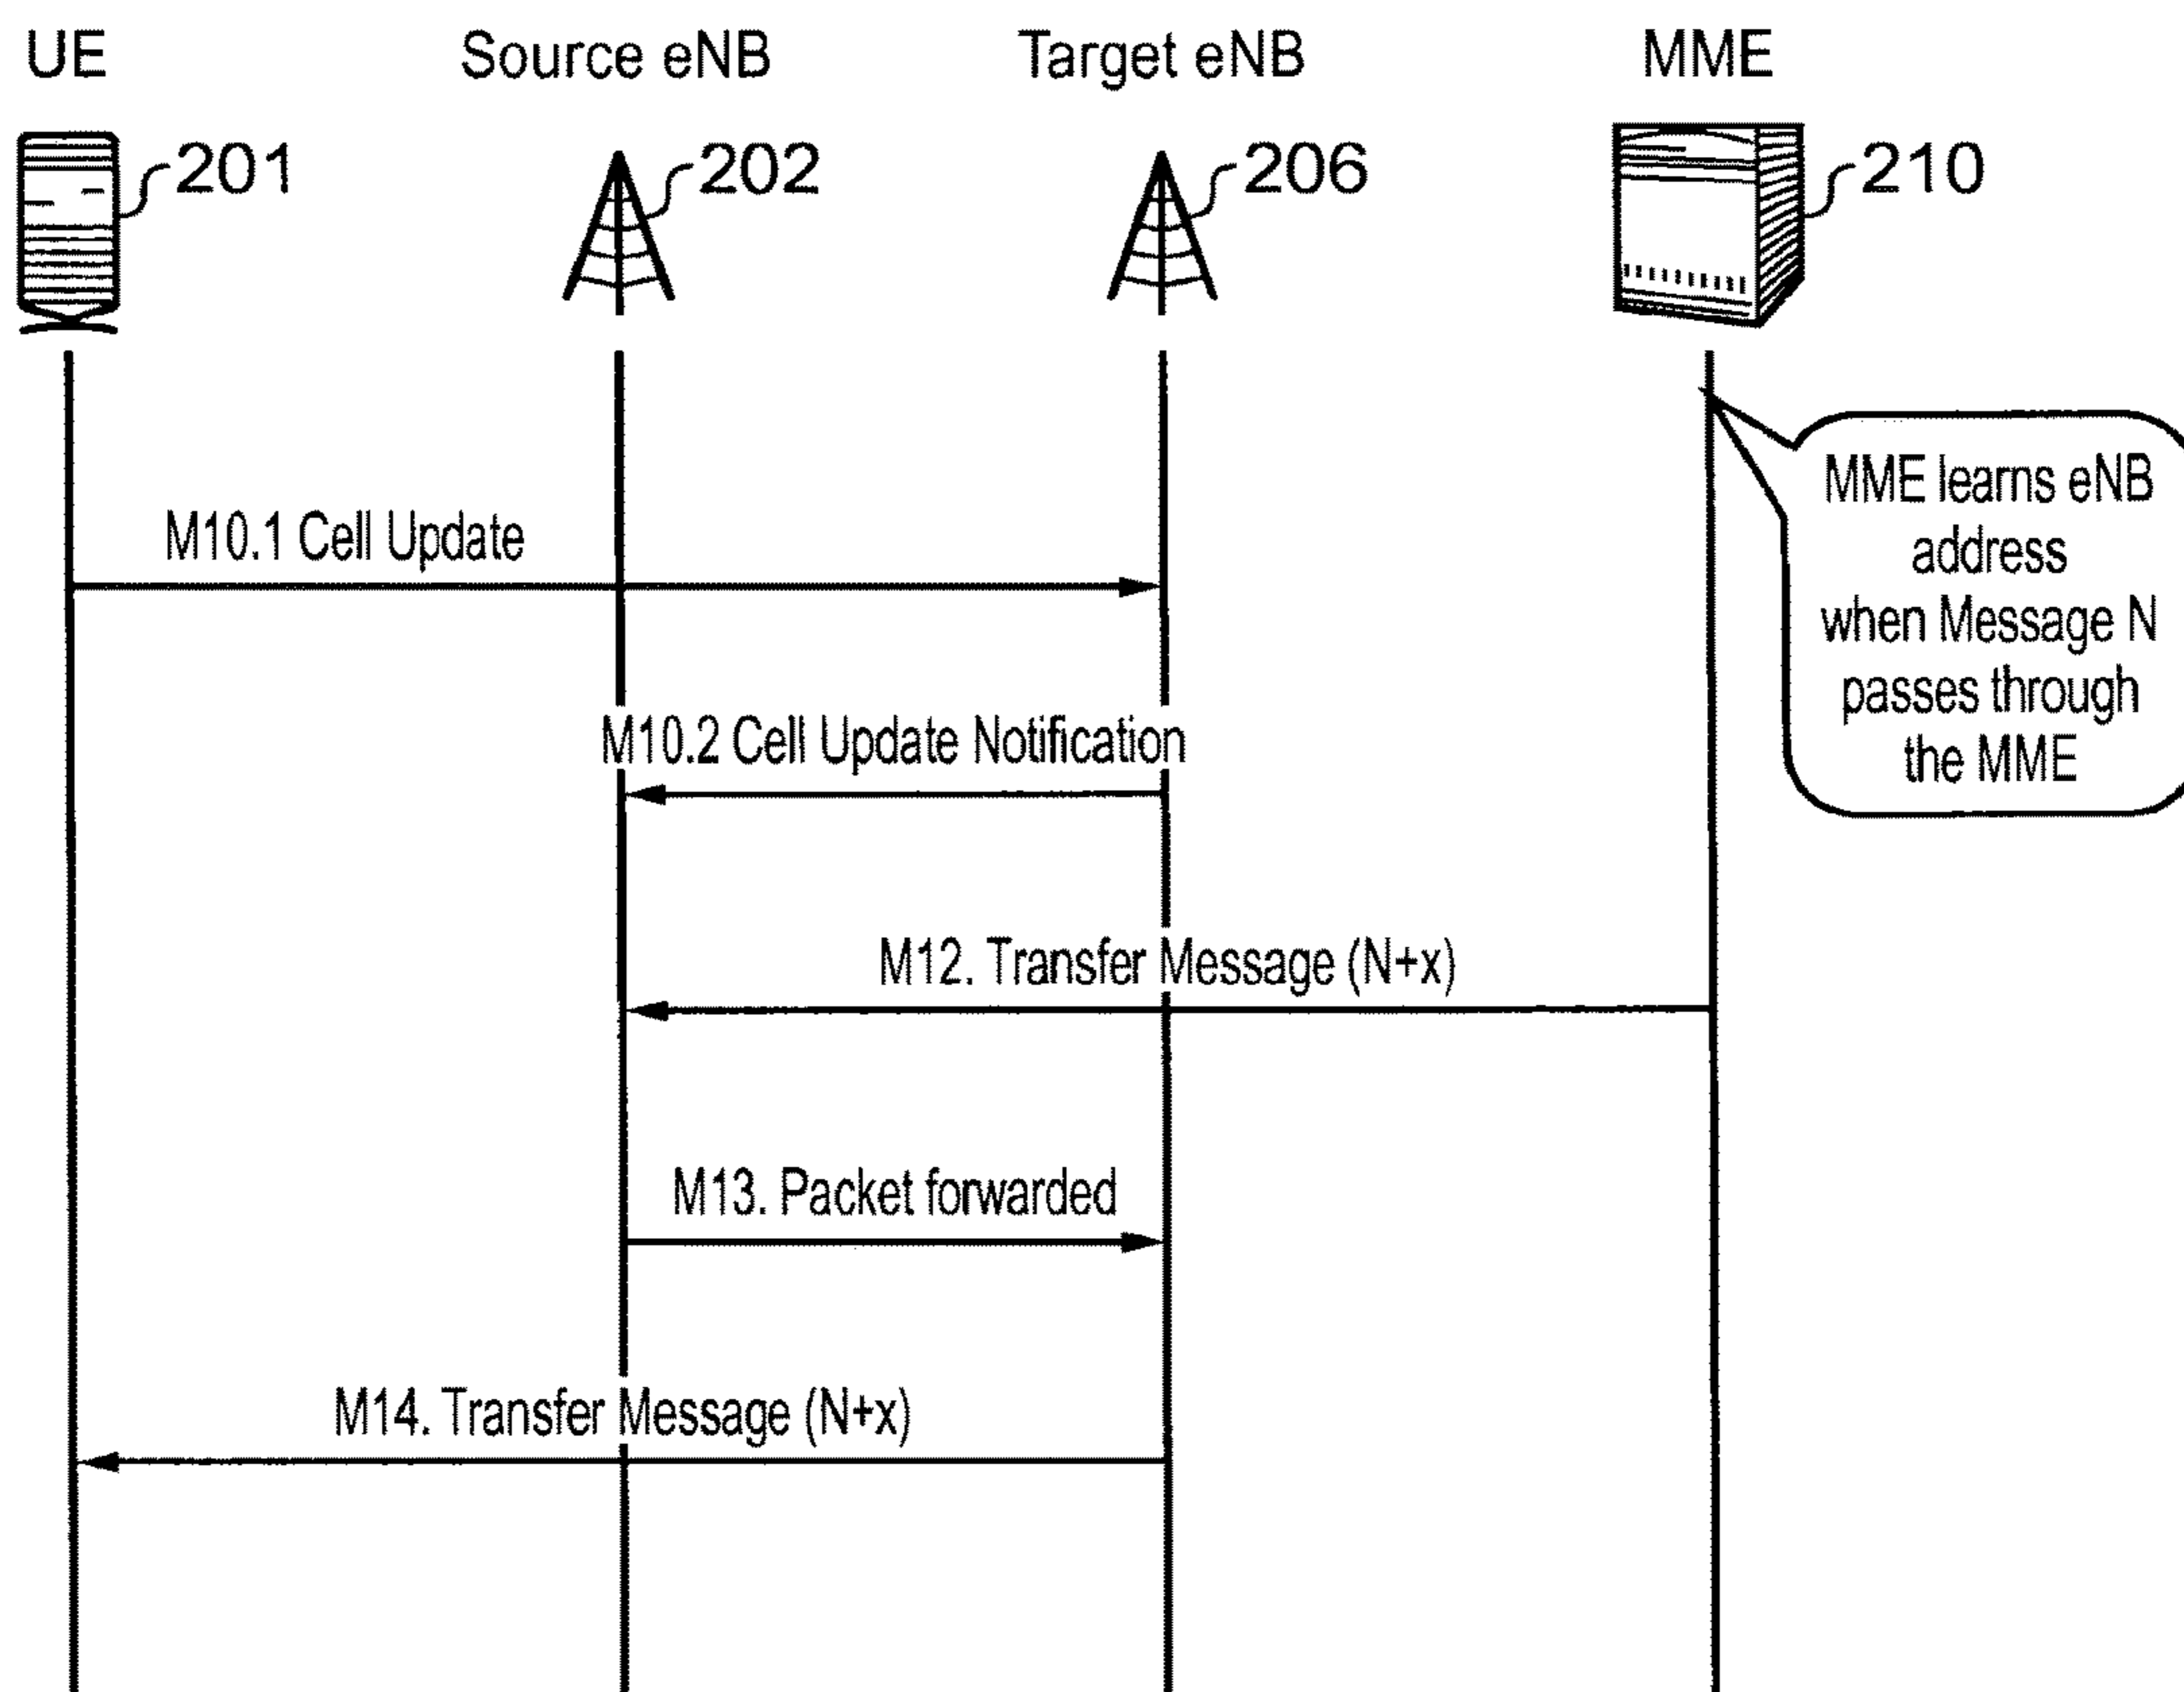 UE
Source eNB
Target eNB
MME
201
202
206
210
MME learns eNB
address
when Message N
passes through
the MME
M10.1 Cell Update
M10.2 Cell Update Notification
M12. Transfer Message (N+x)
M13. Packet forwarded
M14. Transfer Message (N+x)